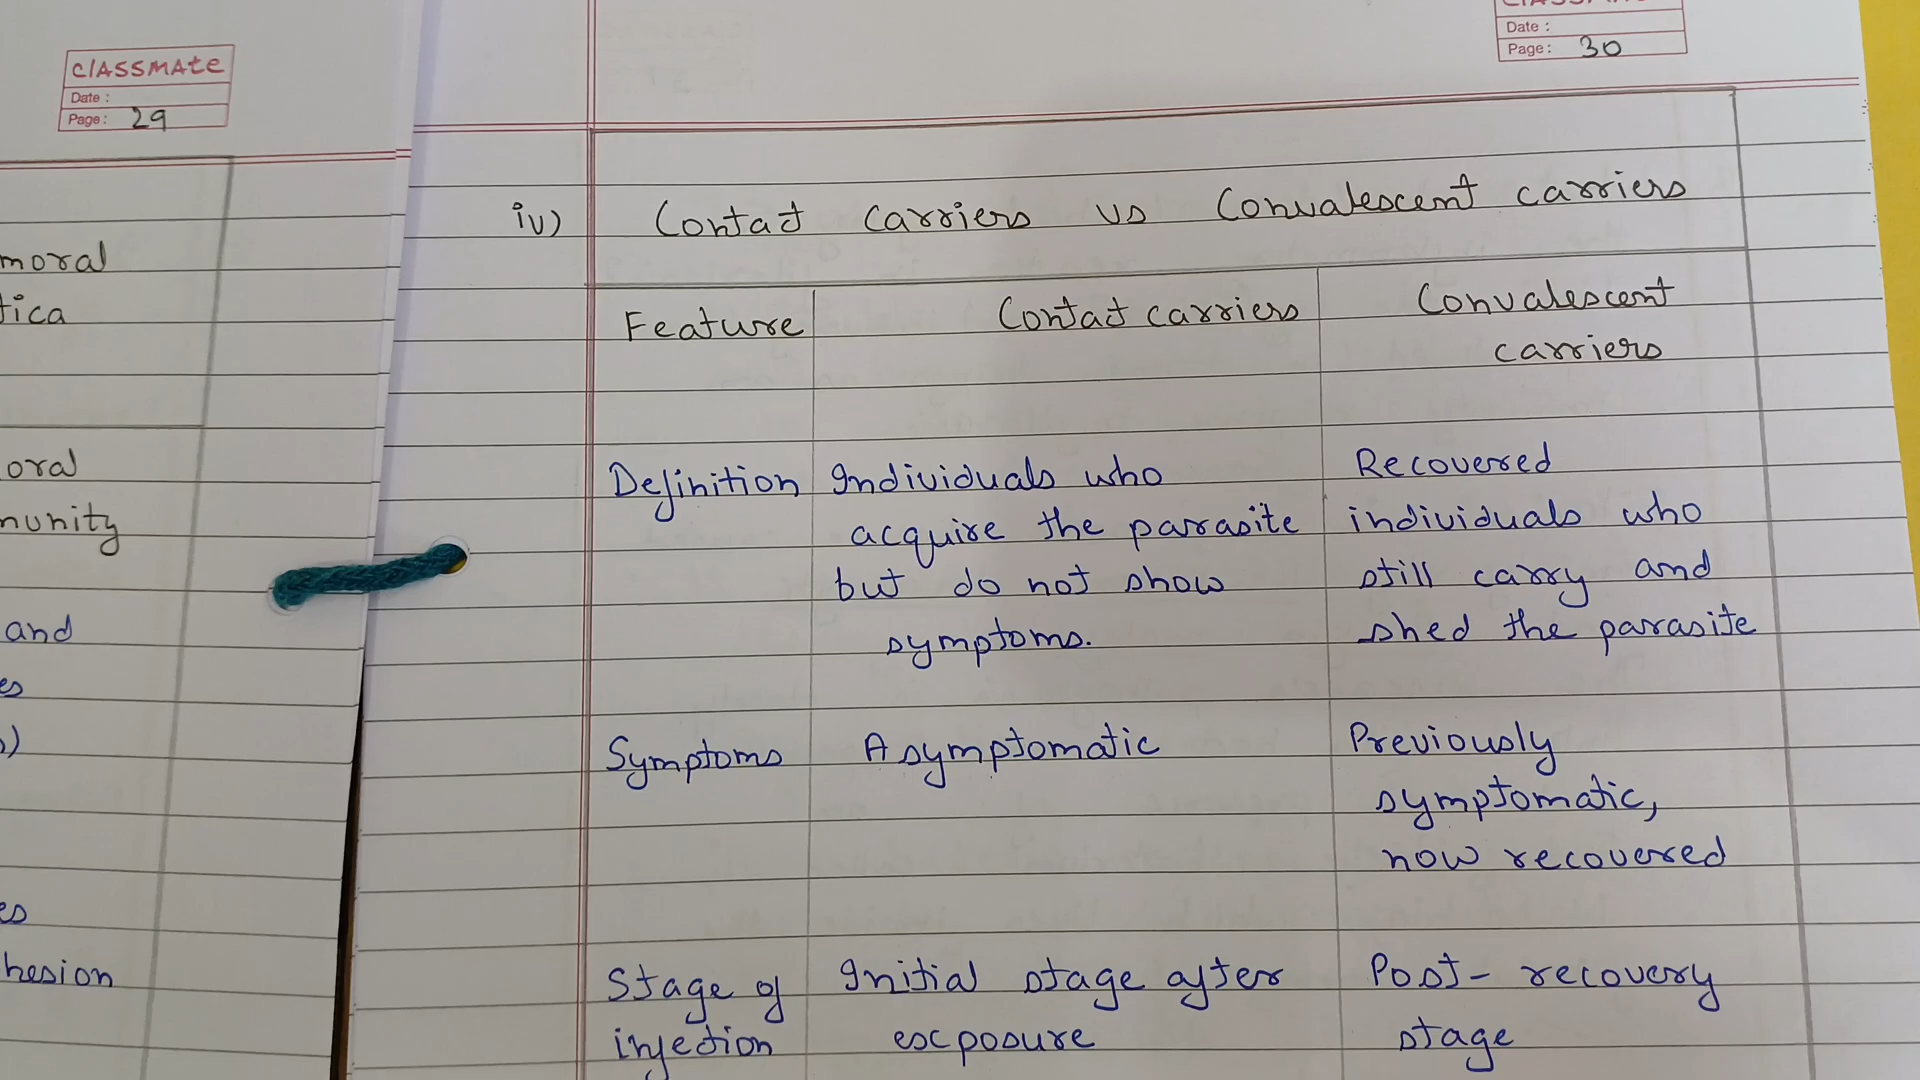 classmate
Date :
Page: 29
moral
tica
oral
munity
and
es
s)
es
hesion
Date :
Page: 30
iv) Contact carriers vs Convalescent carriers
Feature Contact carriers Convalescent
carriers
Definition Individuals who Recovered
acquire the parasite individuals who
but do not show still carry and
symptoms. shed the parasite
Symptoms Asymptomatic Previously
symptomatic,
now recovered
Stage of Initial stage after Post-recovery
infection exposure stage